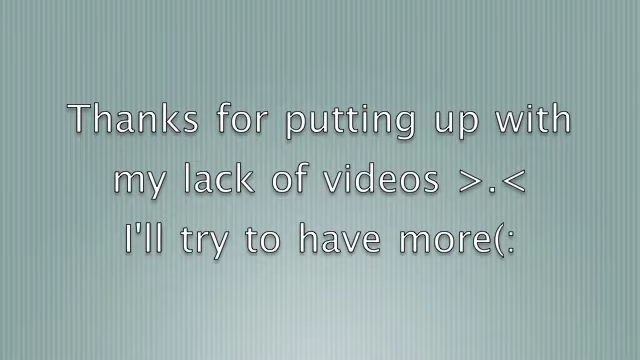 Thanks for putting up with
my lack of videos >.<
I'll try to have more(: